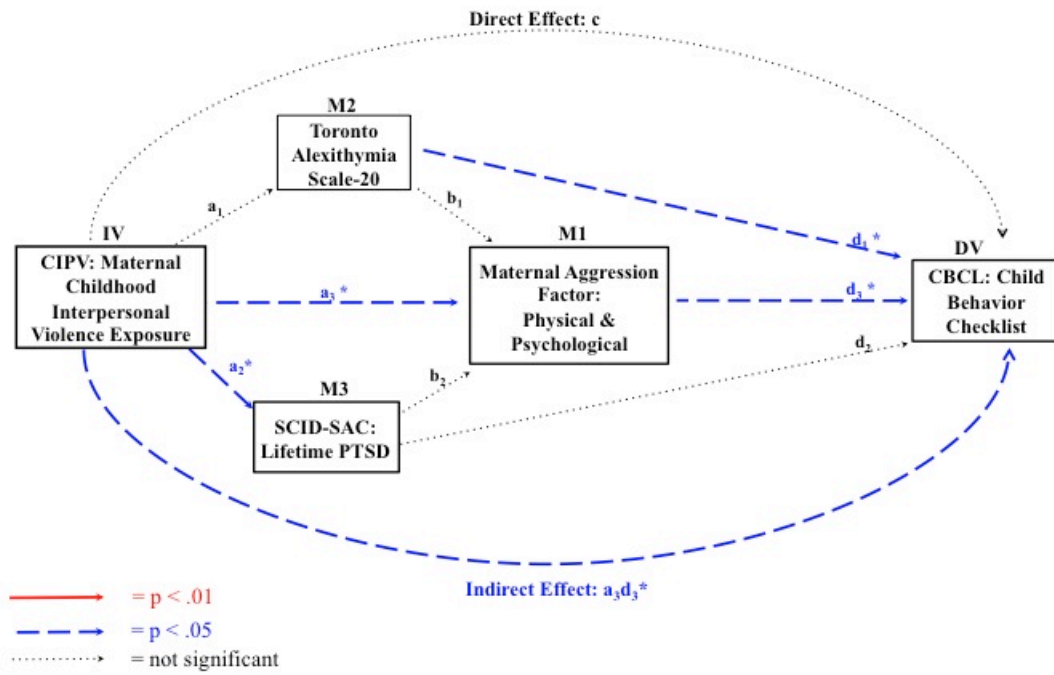 Direct Effect: c
M2
Toronto
Alexithymia
Scale-20
a₁
b₁
IV
CIPV: Maternal
Childhood
Interpersonal
Violence Exposure
a₃ *
M1
Maternal Aggression
Factor:
Physical &
Psychological
d₁ *
d₃ *
DV
CBCL: Child
Behavior
Checklist
a₂*
b₂
d₂
M3
SCID-SAC:
Lifetime PTSD
Indirect Effect: a₃d₃*
= p < .01
= p < .05
= not significant